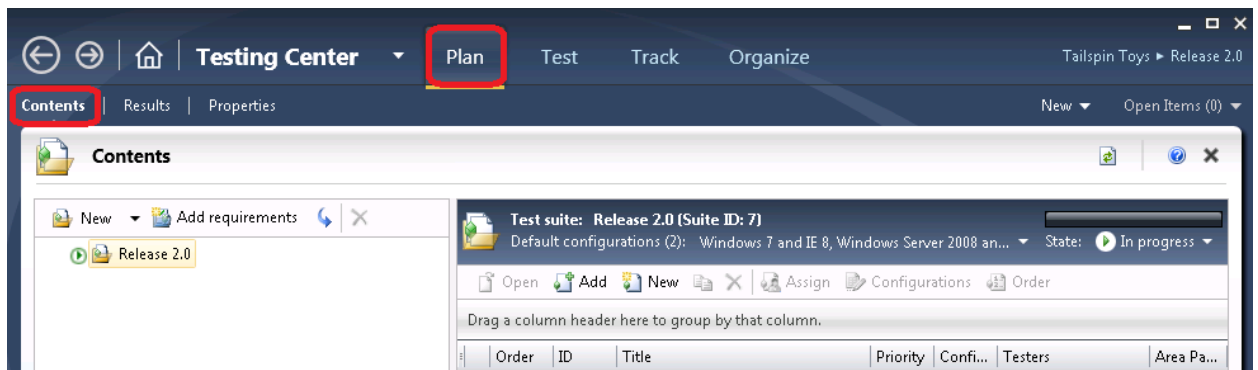 Testing Center Plan Test Track Organize Tailspin Toys ▸ Release 2.0
Contents | Results | Properties New Open Items (0)
Contents
New Add requirements
Release 2.0
Test suite: Release 2.0 (Suite ID: 7)
Default configurations (2): Windows 7 and IE 8, Windows Server 2008 an... State: In progress
Open Add New Assign Configurations Order
Drag a column header here to group by that column.
Order ID Title Priority Confi... Testers Area Pa...